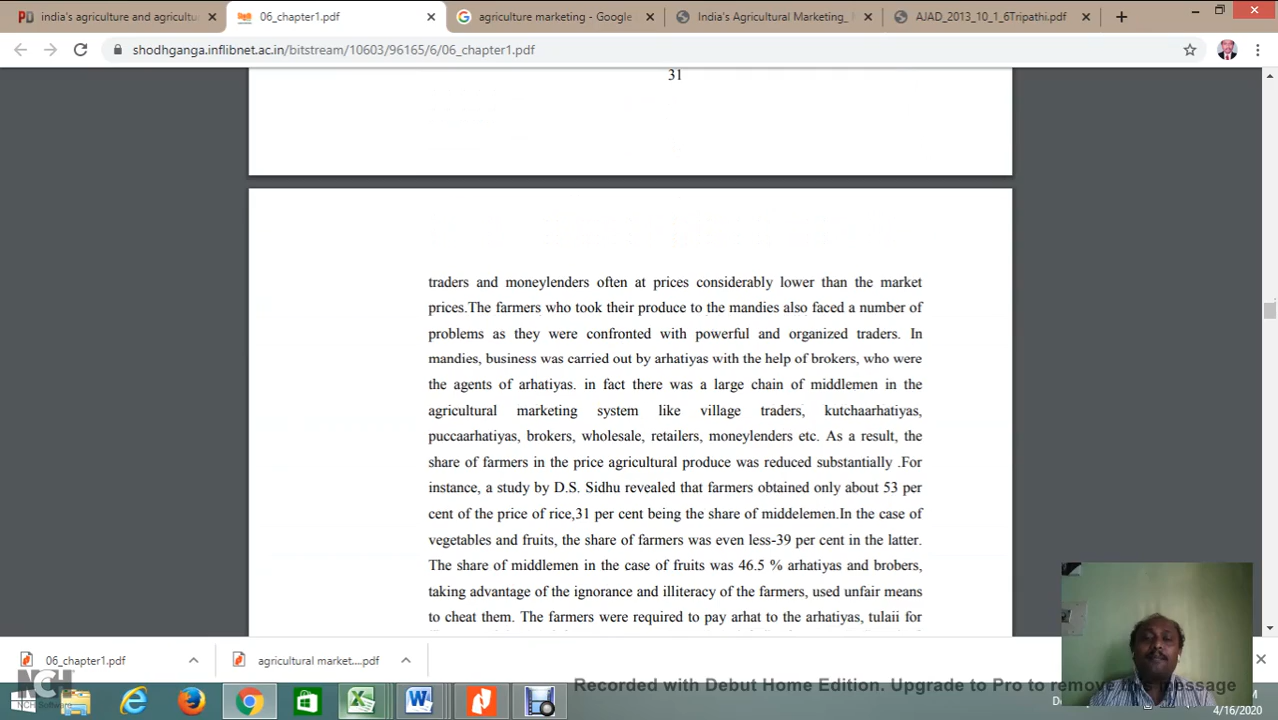 india's agriculture and agricultu
06_chapter1.pdf
agriculture marketing - Google
India's Agricultural Marketing_
AJAD_2013_10_1_6Tripathi.pdf
shodhganga.inflibnet.ac.in/bitstream/10603/96165/6/06_chapter1.pdf
31
traders and moneylenders often at prices considerably lower than the market
prices.The farmers who took their produce to the mandies also faced a number of
problems as they were confronted with powerful and organized traders. In
mandies, business was carried out by arhatiyas with the help of brokers, who were
the agents of arhatiyas. in fact there was a large chain of middlemen in the
agricultural marketing system like village traders, kutchaarhatiyas,
puccaarhatiyas, brokers, wholesale, retailers, moneylenders etc. As a result, the
share of farmers in the price agricultural produce was reduced substantially .For
instance, a study by D.S. Sidhu revealed that farmers obtained only about 53 per
cent of the price of rice,31 per cent being the share of middelemen.In the case of
vegetables and fruits, the share of farmers was even less-39 per cent in the latter.
The share of middlemen in the case of fruits was 46.5 % arhatiyas and brobers,
taking advantage of the ignorance and illiteracy of the farmers, used unfair means
to cheat them. The farmers were required to pay arhat to the arhatiyas, tulaii for
06_chapter1.pdf
agricultural market....pdf
NCH
NCH Software
Recorded with Debut Home Edition. Upgrade to Pro to remove message
4/16/2020